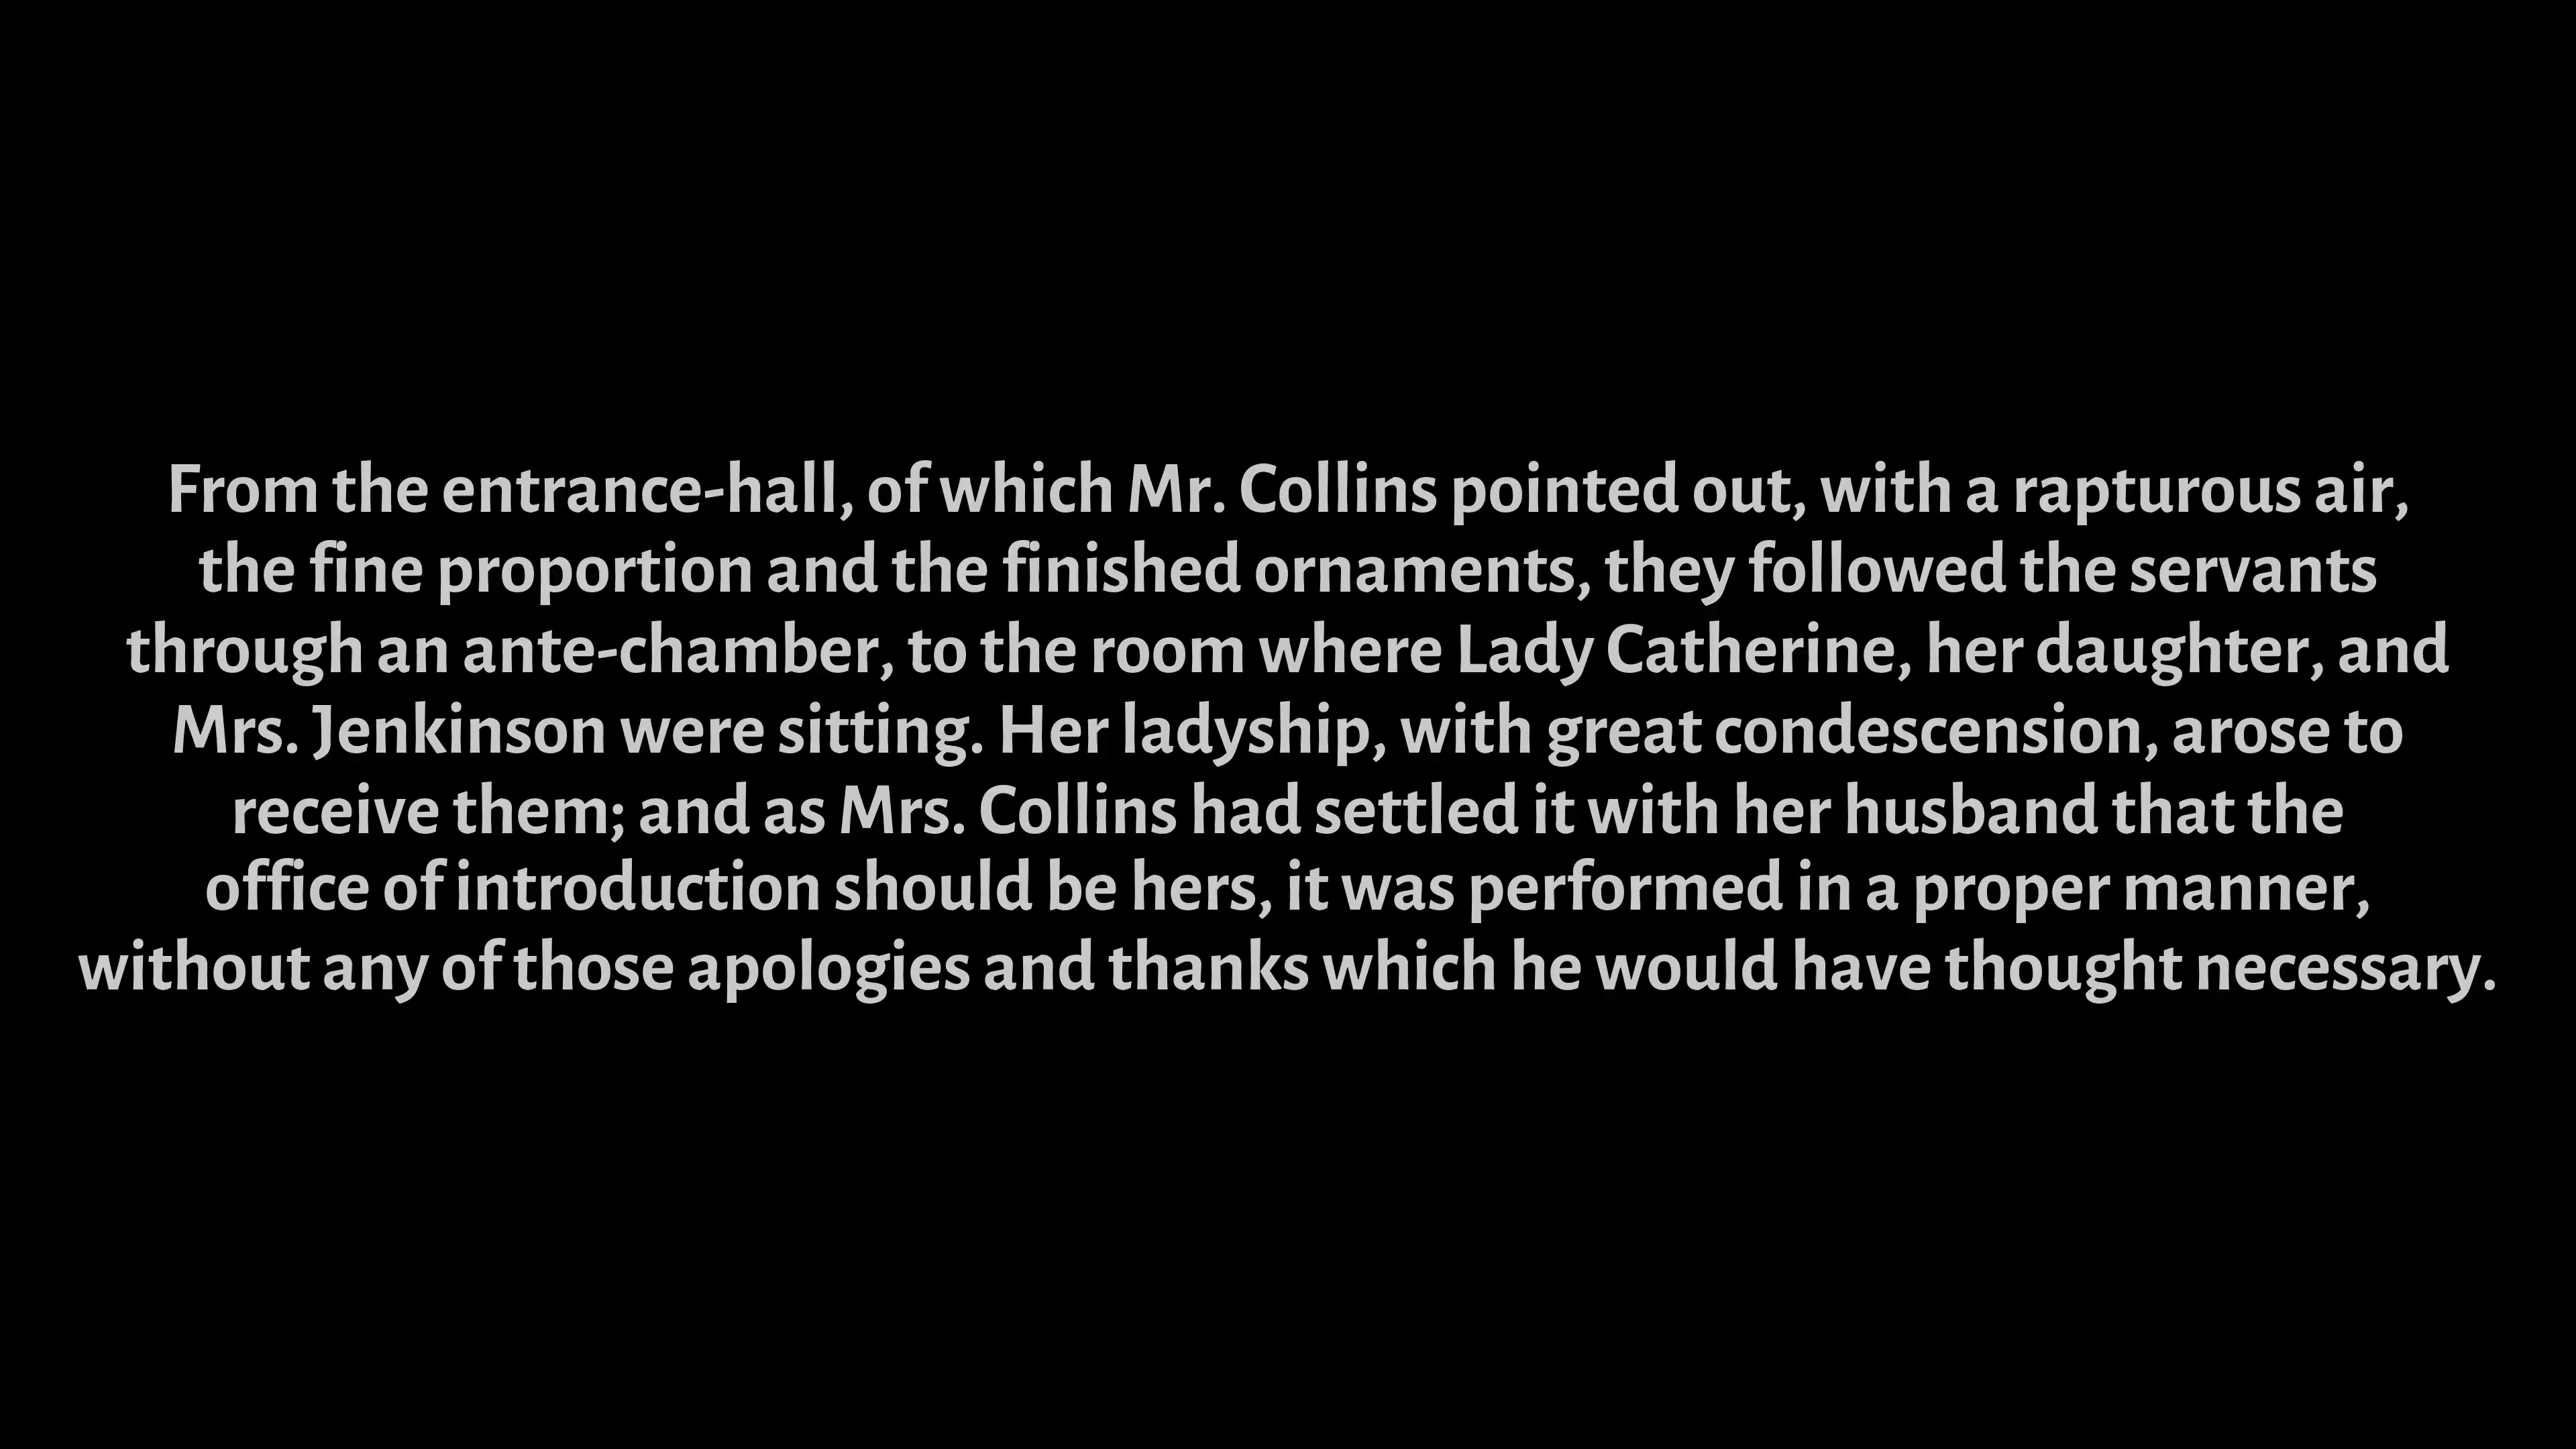 From the entrance-hall, of which Mr. Collins pointed out, with a rapturous air,
the fine proportion and the finished ornaments, they followed the servants
through an ante-chamber, to the room where Lady Catherine, her daughter, and
Mrs. Jenkinson were sitting. Her ladyship, with great condescension, arose to
receive them; and as Mrs. Collins had settled it with her husband that the
office of introduction should be hers, it was performed in a proper manner,
without any of those apologies and thanks which he would have thought necessary.